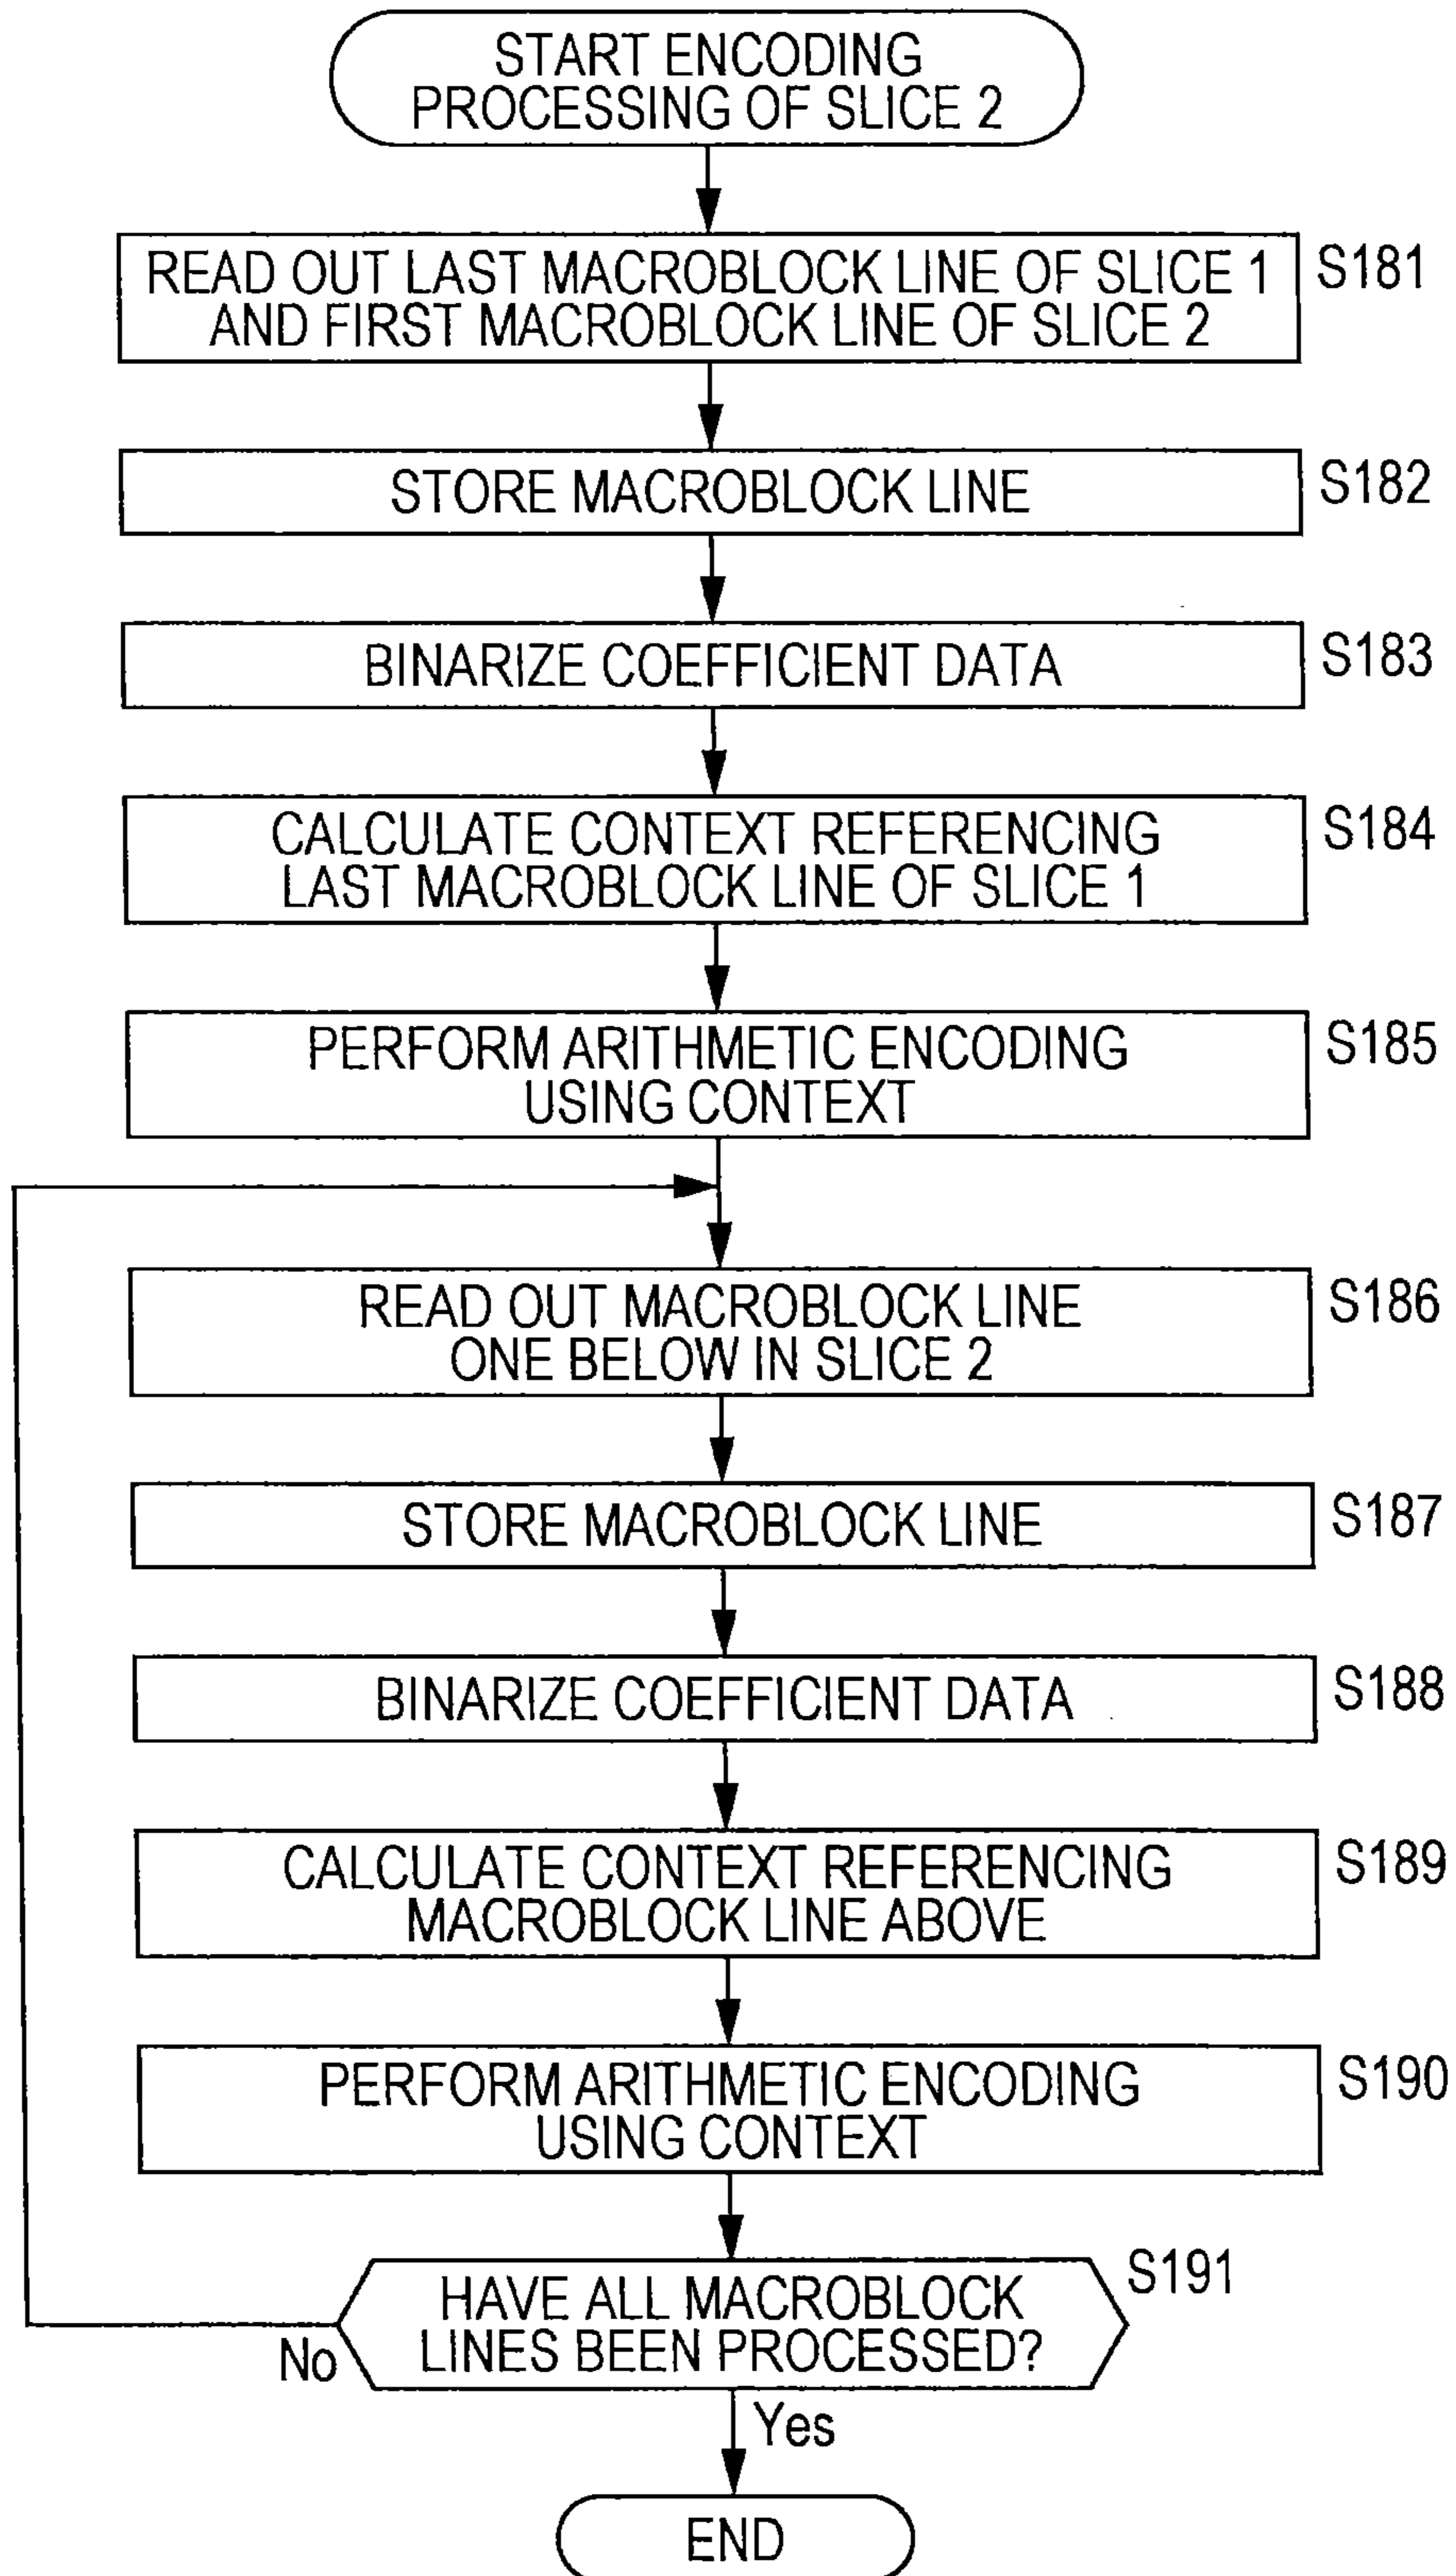 START ENCODING
PROCESSING OF SLICE 2
READ OUT LAST MACROBLOCK LINE OF SLICE 1
AND FIRST MACROBLOCK LINE OF SLICE 2
S181
STORE MACROBLOCK LINE
S182
BINARIZE COEFFICIENT DATA
S183
CALCULATE CONTEXT REFERENCING
LAST MACROBLOCK LINE OF SLICE 1
S184
PERFORM ARITHMETIC ENCODING
USING CONTEXT
S185
READ OUT MACROBLOCK LINE
ONE BELOW IN SLICE 2
S186
STORE MACROBLOCK LINE
S187
BINARIZE COEFFICIENT DATA
S188
CALCULATE CONTEXT REFERENCING
MACROBLOCK LINE ABOVE
S189
PERFORM ARITHMETIC ENCODING
USING CONTEXT
S190
HAVE ALL MACROBLOCK
LINES BEEN PROCESSED?
S191
No
Yes
END